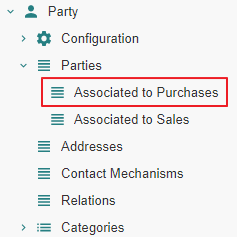 Party
Configuration
Parties
Associated to Purchases
Associated to Sales
Addresses
Contact Mechanisms
Relations
Categories